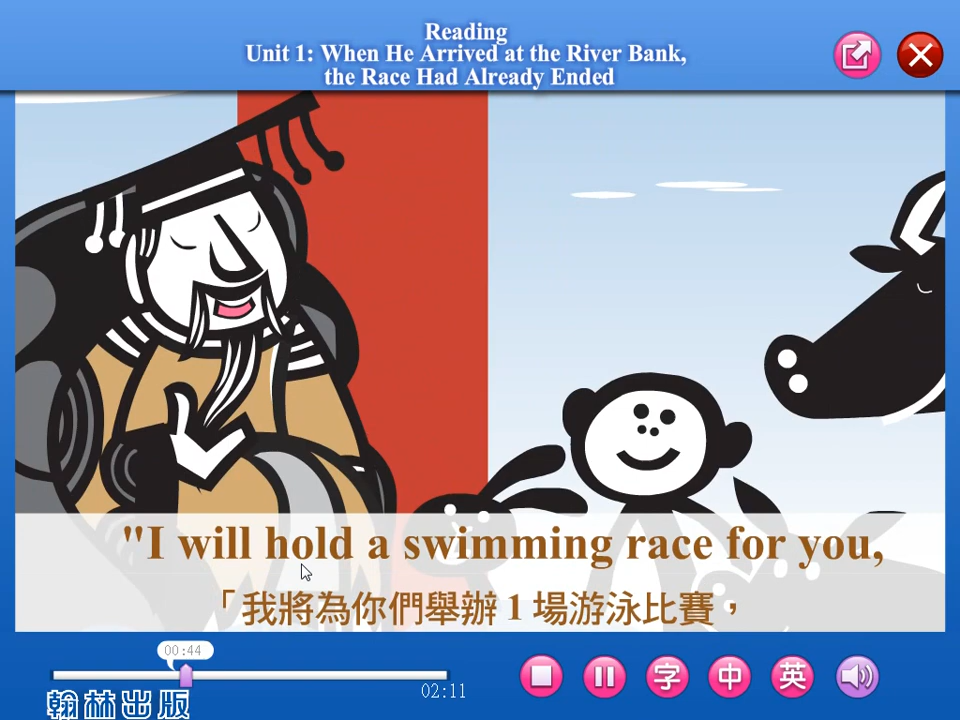 Reading
Unit 1: When He Arrived at the River Bank,
the Race Had Already Ended
"I will hold a swimming race for you,
「我將為你們舉辦 1 場游泳比賽，
00:44
02:11
翰林出版
字
中
英